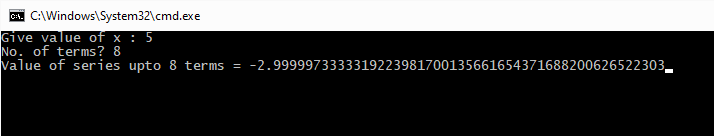 C:\Windows\System32\cmd.exe
Give value of x : 5
No. of terms? 8
Value of series upto 8 terms = -2.9999973333319223981700135661654371688200626522303